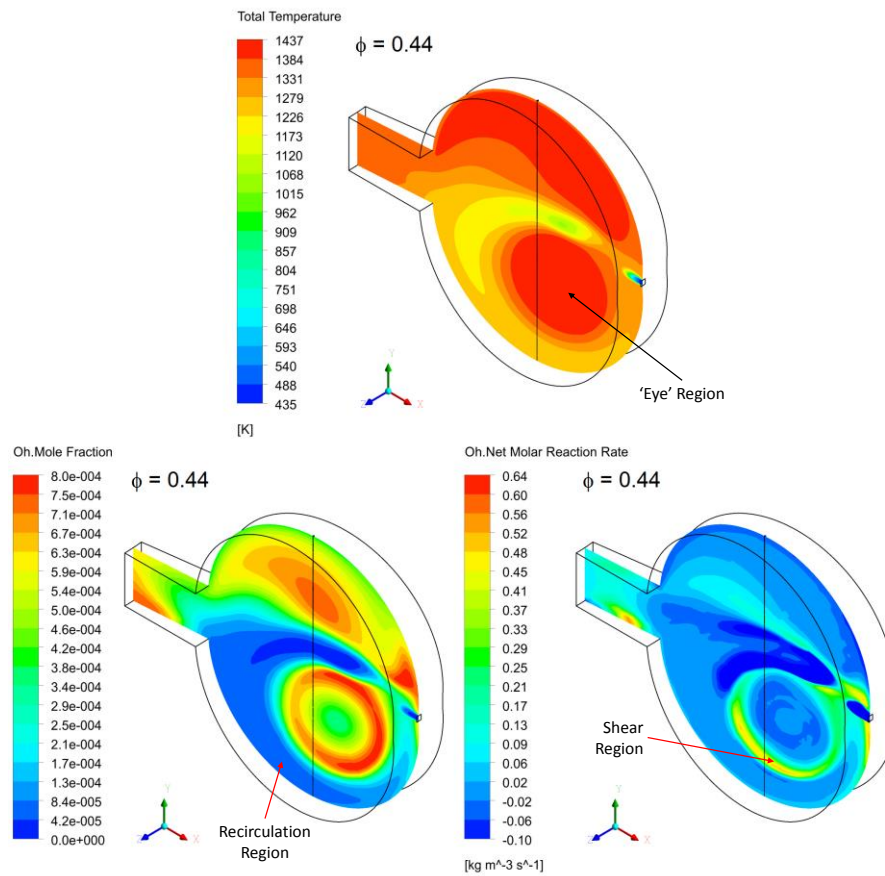 Total Temperature
ϕ = 0.44
1437
1384
1331
1279
1226
1173
1120
1068
1015
962
909
857
804
751
698
646
593
540
488
435
[K]
Y
Z
X
‘Eye’ Region
Oh.Mole Fraction
ϕ = 0.44
8.0e-004
7.5e-004
7.1e-004
6.7e-004
6.3e-004
5.9e-004
5.4e-004
5.0e-004
4.6e-004
4.2e-004
3.8e-004
3.4e-004
2.9e-004
2.5e-004
2.1e-004
1.7e-004
1.3e-004
8.4e-005
4.2e-005
0.0e+000
Y
Z
X
Recirculation
Region
Oh.Net Molar Reaction Rate
ϕ = 0.44
0.64
0.60
0.56
0.52
0.48
0.45
0.41
0.37
0.33
0.29
0.25
0.21
0.17
0.13
0.09
0.06
0.02
-0.02
-0.06
-0.10
[kg m^-3 s^-1]
Y
Z
X
Shear
Region